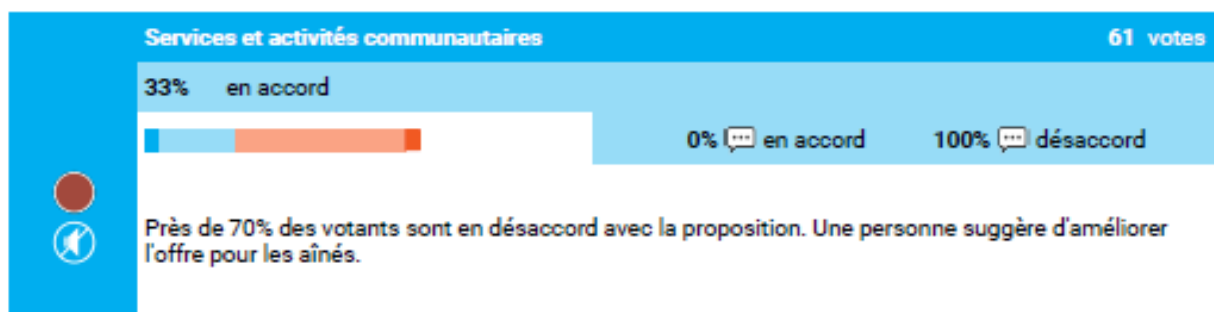 Services et activités communautaires 61 votes
33% en accord
0% en accord 100% désaccord
Près de 70% des votants sont en désaccord avec la proposition. Une personne suggère d'améliorer
l'offre pour les aînés.